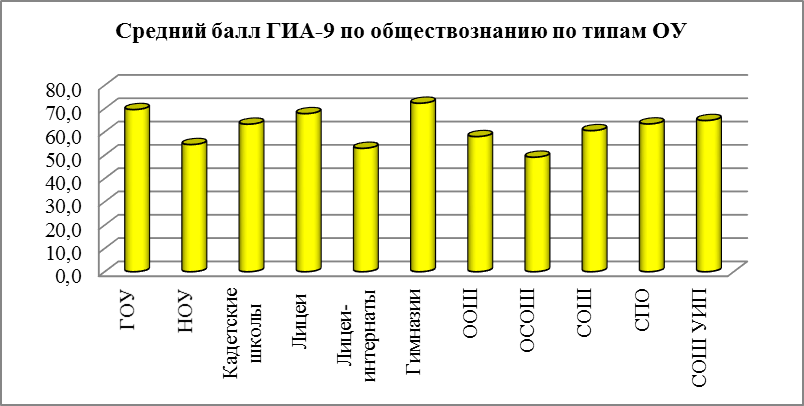 Средний балл ГИА-9 по обществознанию по типам ОУ
80,0
70,0
60,0
50,0
40,0
30,0
20,0
10,0
0,0
ГОУ
НОУ
Кадетские
школы
Лицеи
Лицеи-
интернаты
Гимназии
ООШ
ОСОШ
СОШ
СПО
СОШ УИП